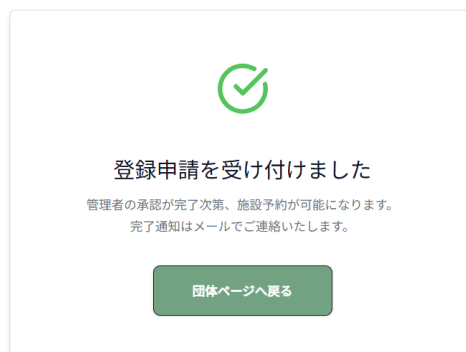 登録申請を受け付けました
管理者の承認が完了次第、施設予約が可能になります。
完了通知はメールでご連絡いたします。
団体ページへ戻る